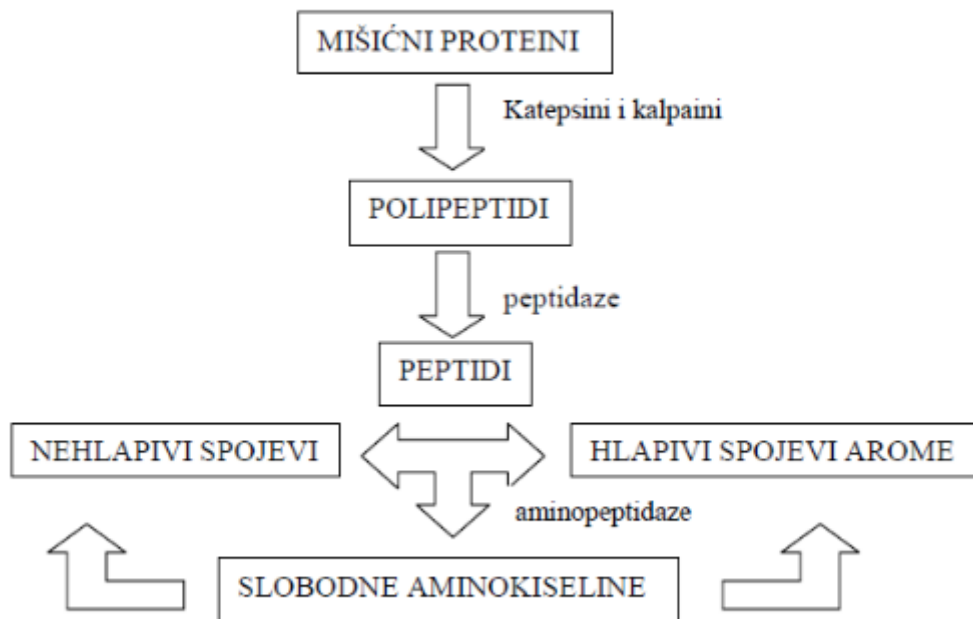 MIŠIĆNI PROTEINI
Katepsini i kalpaini
POLIPEPTIDI
peptidaze
PEPTIDI
NEHLAPIVI SPOJEVI
HLAPIVI SPOJEVI AROME
aminopeptidaze
SLOBODNE AMINOKISELINE